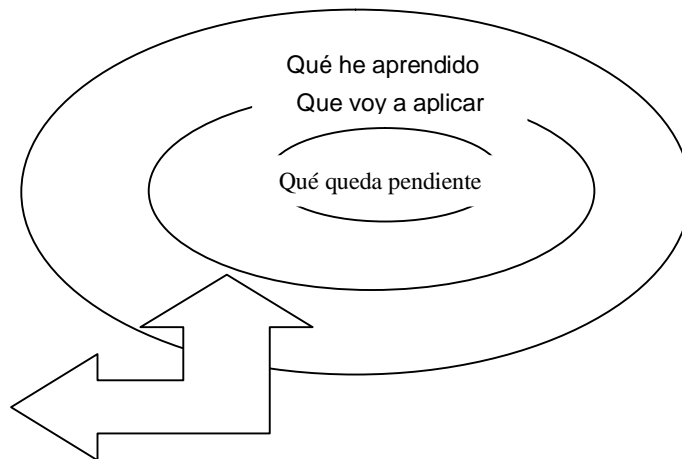 Qué he aprendido
Que voy a aplicar
Qué queda pendiente